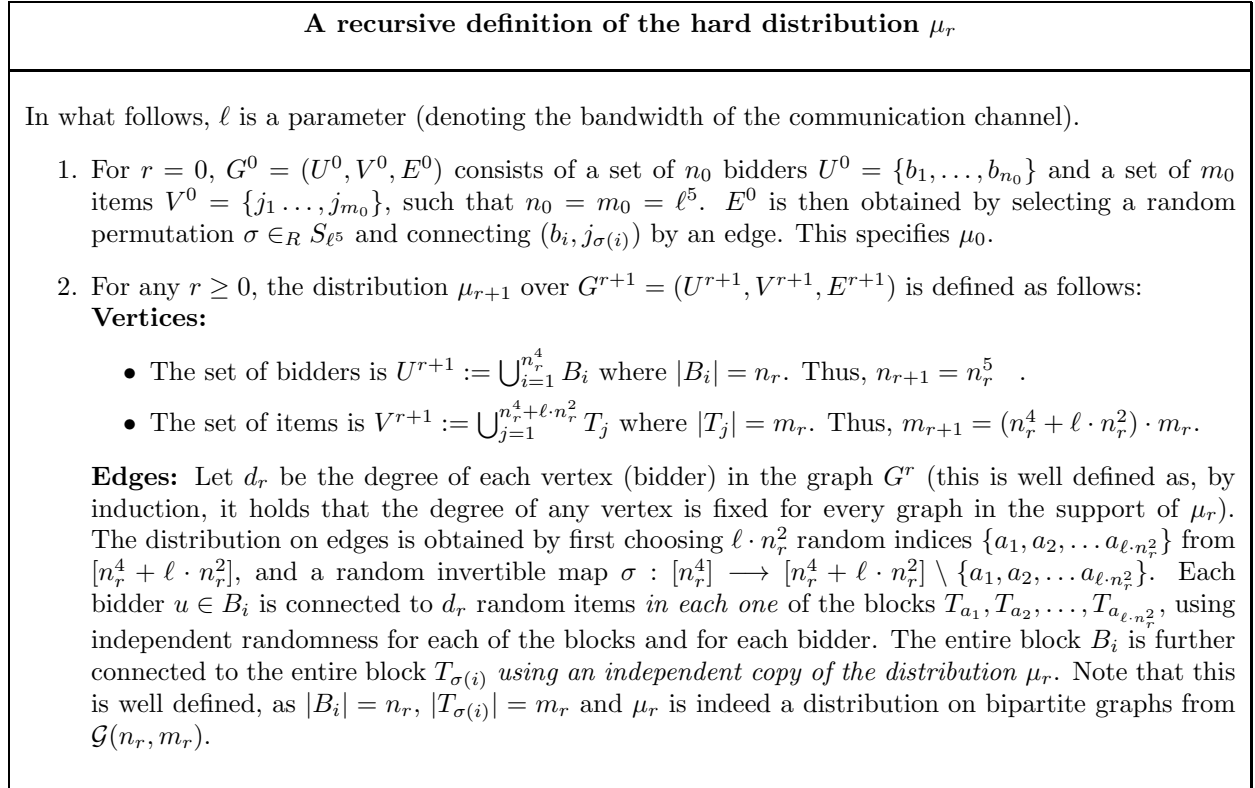 A recursive definition of the hard distribution μ_r
In what follows, ℓ is a parameter (denoting the bandwidth of the communication channel).
1. For r = 0, G^0 = (U^0, V^0, E^0) consists of a set of n_0 bidders U^0 = {b_1, . . . , b_{n_0}} and a set of m_0
items V^0 = {j_1 . . . , j_{m_0}}, such that n_0 = m_0 = ℓ^5. E^0 is then obtained by selecting a random
permutation σ ∈_R S_{ℓ^5} and connecting (b_i, j_{σ(i)}) by an edge. This specifies μ_0.
2. For any r ≥ 0, the distribution μ_{r+1} over G^{r+1} = (U^{r+1}, V^{r+1}, E^{r+1}) is defined as follows:
Vertices:
• The set of bidders is U^{r+1} := ⋃_{i=1}^{n_r^4} B_i where |B_i| = n_r. Thus, n_{r+1} = n_r^5 .
• The set of items is V^{r+1} := ⋃_{j=1}^{n_r^4+ℓ·n_r^2} T_j where |T_j| = m_r. Thus, m_{r+1} = (n_r^4 + ℓ · n_r^2) · m_r.
Edges: Let d_r be the degree of each vertex (bidder) in the graph G^r (this is well defined as, by
induction, it holds that the degree of any vertex is fixed for every graph in the support of μ_r).
The distribution on edges is obtained by first choosing ℓ · n_r^2 random indices {a_1, a_2, . . . a_{ℓ·n_r^2}} from
[n_r^4 + ℓ · n_r^2], and a random invertible map σ : [n_r^4] ⟶ [n_r^4 + ℓ · n_r^2] \ {a_1, a_2, . . . a_{ℓ·n_r^2}}. Each
bidder u ∈ B_i is connected to d_r random items in each one of the blocks T_{a_1}, T_{a_2}, . . . , T_{a_{ℓ·n_r^2}}, using
independent randomness for each of the blocks and for each bidder. The entire block B_i is further
connected to the entire block T_{σ(i)} using an independent copy of the distribution μ_r. Note that this
is well defined, as |B_i| = n_r, |T_{σ(i)}| = m_r and μ_r is indeed a distribution on bipartite graphs from
𝒢(n_r, m_r).